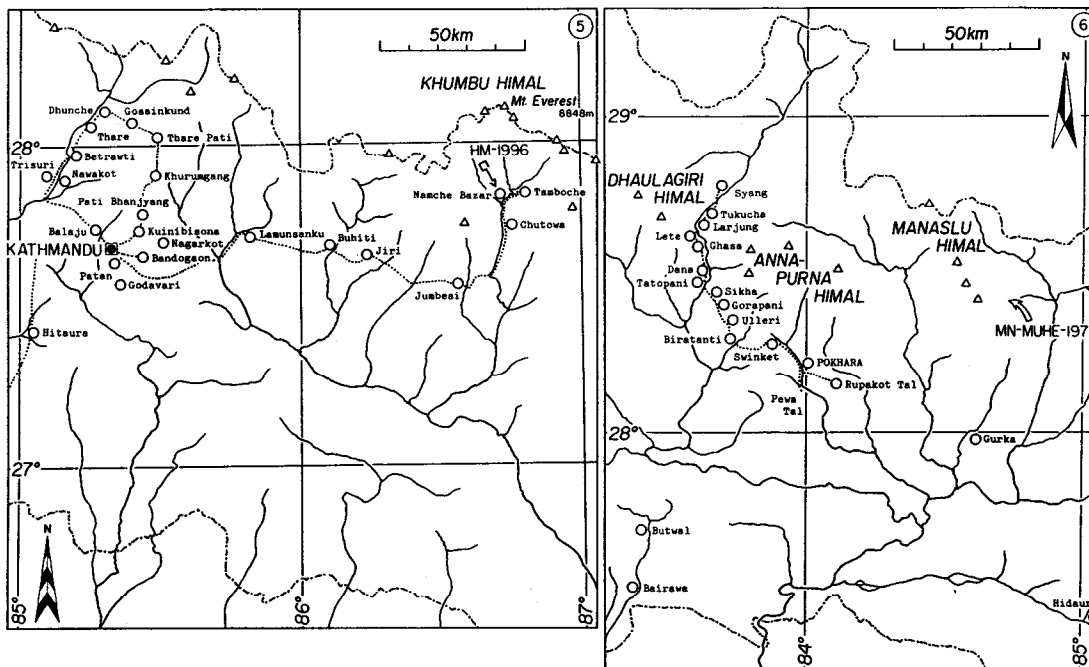 5
50km
KHUMBU HIMAL
Mt. Everest
8848m
Dhunche
Gosainkund
Thare
Thare Pati
28°
Betrawti
HM-1996
Trisuri
Nawakot
Khurumgang
Namche Bazar
Tamboche
Pati Bhanjyang
Chutowa
Balaju
Kuinibisona
Nagarkot
Lamunsanku
Buhiti
KATHMANDU
Bandogaon
Jiri
Patan
Godavari
Jumbesi
Hitaura
27°
N
85°
86°
87°
6
50km
N
29°
DHAULAGIRI
HIMAL
Syang
Tukucha
Larjung
MANASLU
HIMAL
Lete
Ghasa
ANNA-
PURNA
HIMAL
Dana
Tatopani
Sikha
Gorapani
MN-MUHE-197
Ulleri
Biratanti
Swinket
POKHARA
Rupakot Tal
Pewa
Tal
28°
Gurka
Butwal
Bairawa
Hidaur
84°
85°